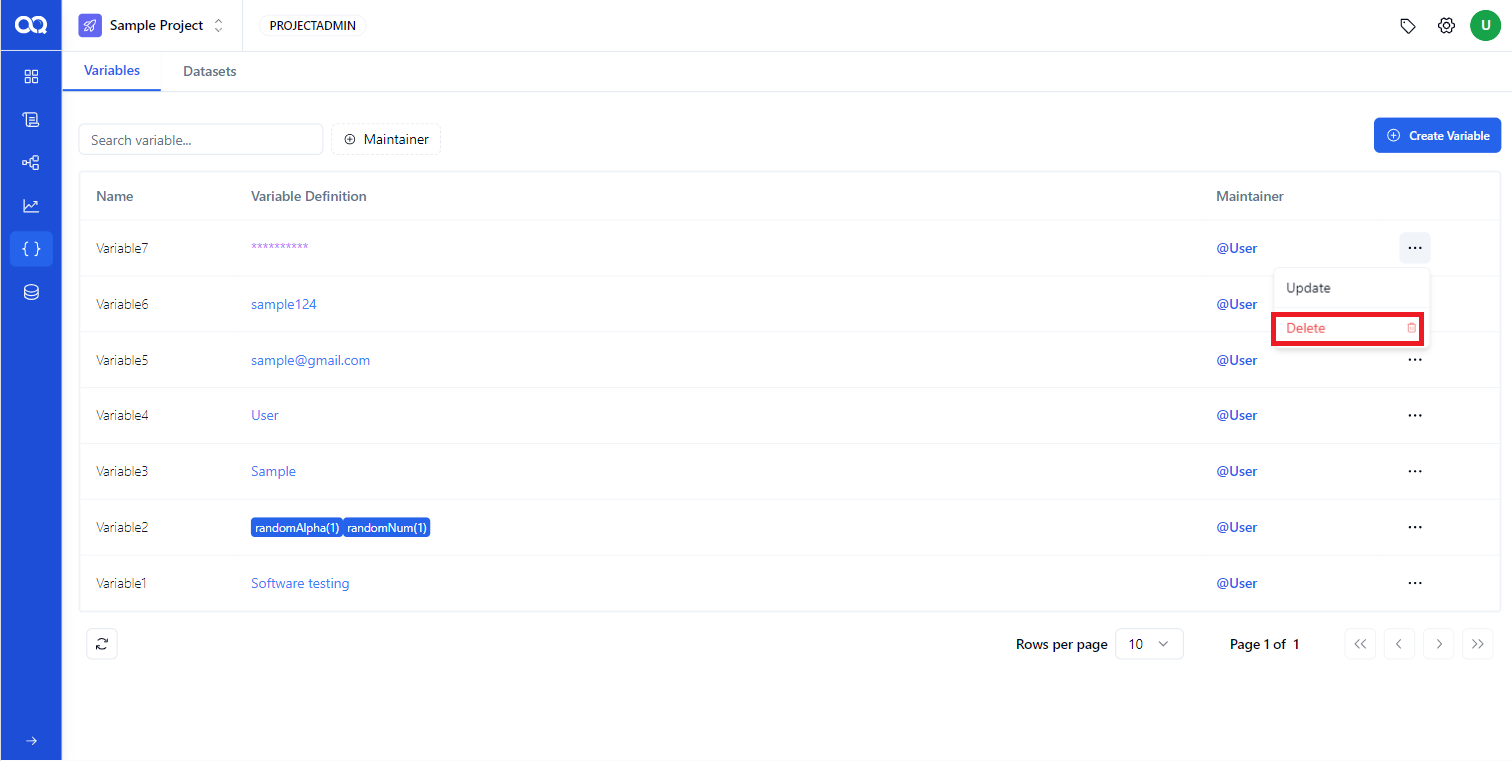 Sample Project PROJECTADMIN U
Variables Datasets
Search variable... Maintainer Create Variable
Name Variable Definition Maintainer
Variable7 ********** @User ...
Update
Variable6 sample124 @User
Delete
Variable5 sample@gmail.com @User ...
Variable4 User @User ...
Variable3 Sample @User ...
Variable2 randomAlpha(1) randomNum(1) @User ...
Variable1 Software testing @User ...
Rows per page 10 Page 1 of 1